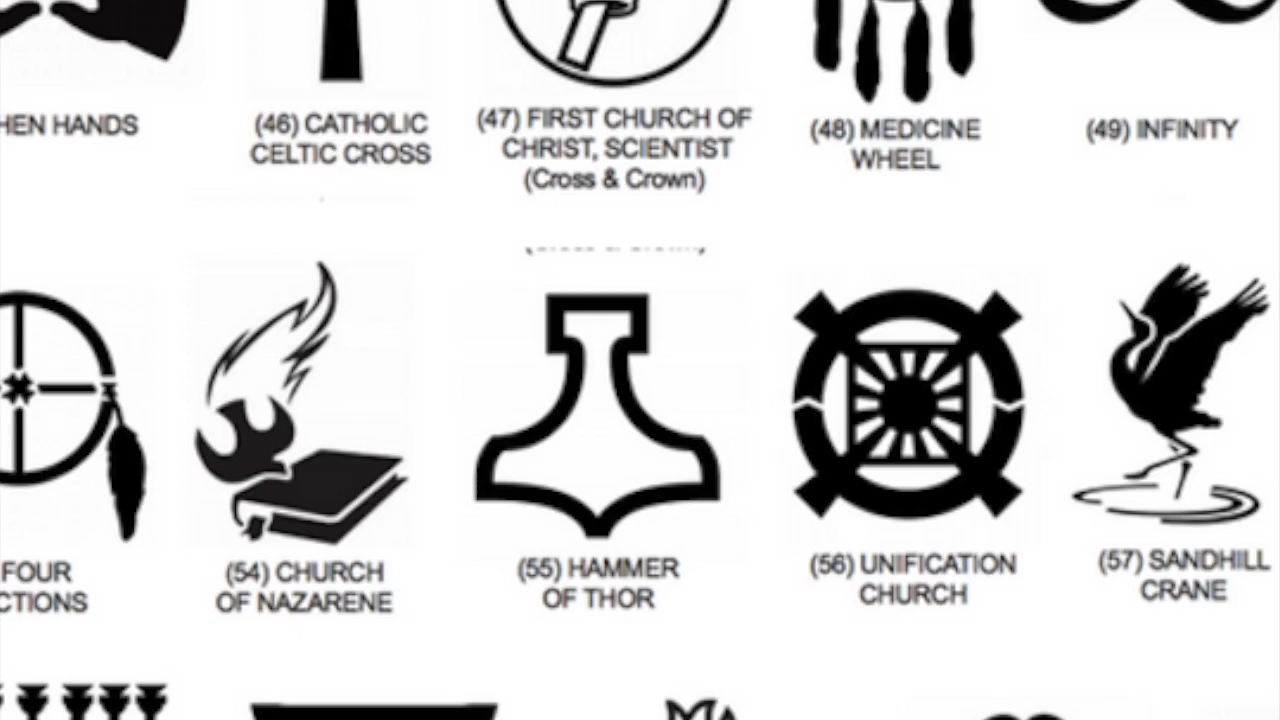 HEN HANDS
(46) CATHOLIC
CELTIC CROSS
(47) FIRST CHURCH OF
CHRIST, SCIENTIST
(Cross & Crown)
(48) MEDICINE
WHEEL
(49) INFINITY
FOUR
CTIONS
(54) CHURCH
OF NAZARENE
(55) HAMMER
OF THOR
(56) UNIFICATION
CHURCH
(57) SANDHILL
CRANE